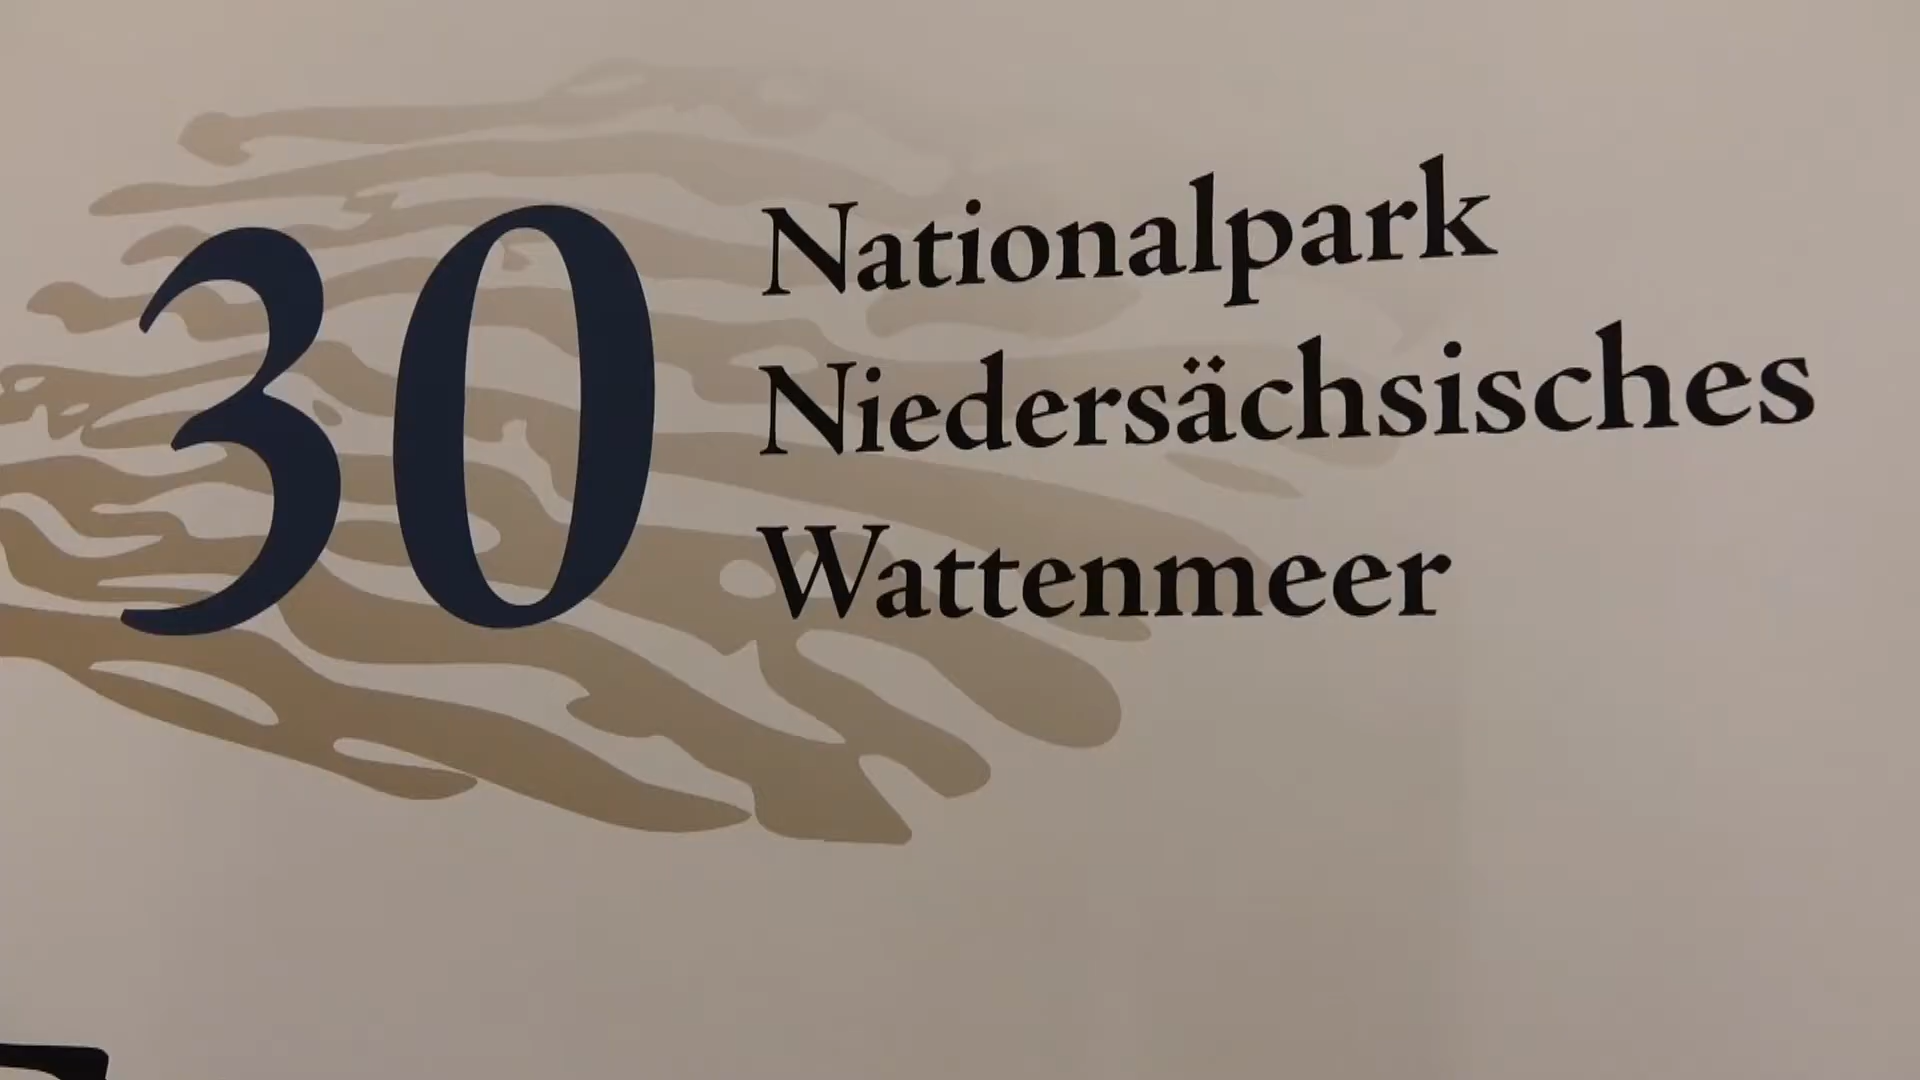 30
Nationalpark
Niedersächsisches
Wattenmeer